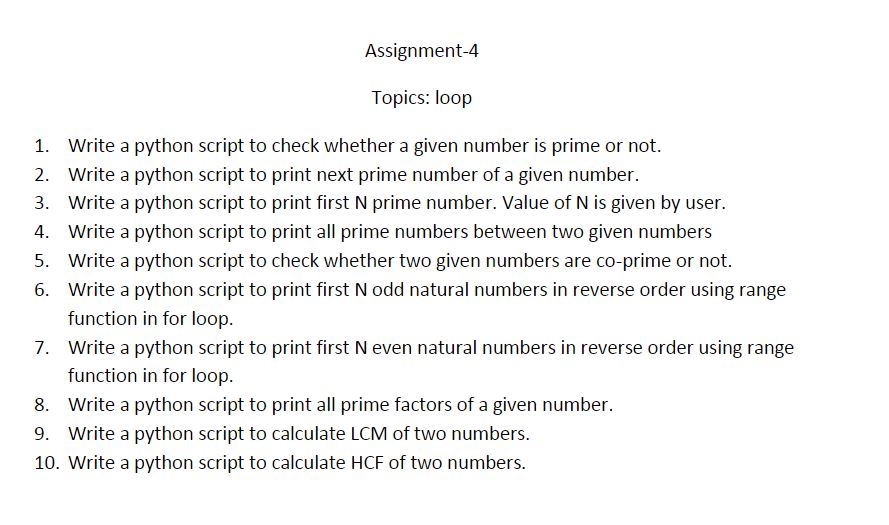 Assignment-4
Topics: loop
1. Write a python script to check whether a given number is prime or not.
2. Write a python script to print next prime number of a given number.
3. Write a python script to print first N prime number. Value of N is given by user.
4. Write a python script to print all prime numbers between two given numbers
5. Write a python script to check whether two given numbers are co-prime or not.
6. Write a python script to print first N odd natural numbers in reverse order using range
function in for loop.
7. Write a python script to print first N even natural numbers in reverse order using range
function in for loop.
8. Write a python script to print all prime factors of a given number.
9. Write a python script to calculate LCM of two numbers.
10. Write a python script to calculate HCF of two numbers.